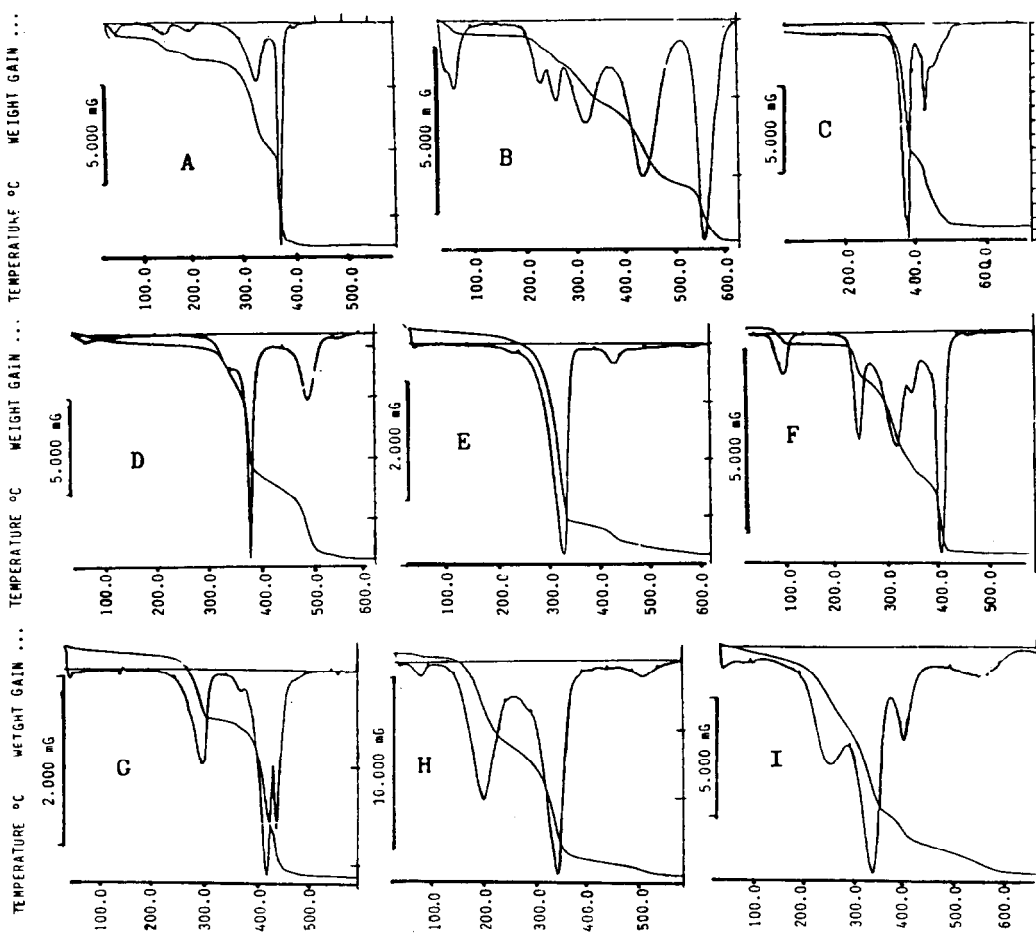 TEMPERATURE °C WEIGHT GAIN ...
5.000 mG
A
100.0 200.0 300.0 400.0 500.0
5.000 m G
B
100.0 200.0 300.0 400.0 500.0 600.0
5.000 mG
C
200.0 400.0 600.0
TEMPERATURE °C WEIGHT GAIN ...
5.000 mG
D
100.0 200.0 300.0 400.0 500.0 600.0
2.000 mG
E
100.0 200.0 300.0 400.0 500.0 600.0
5.000 mG
F
100.0 200.0 300.0 400.0 500.0
TEMPERATURE °C WETGHT GAIN ...
2.000 mG
G
100.0 200.0 300.0 400.0 500.0
10.000 mG
H
100.0 200.0 300.0 400.0 500.0
5.000 mG
I
100.0 200.0 300.0 400.0 500.0 600.0